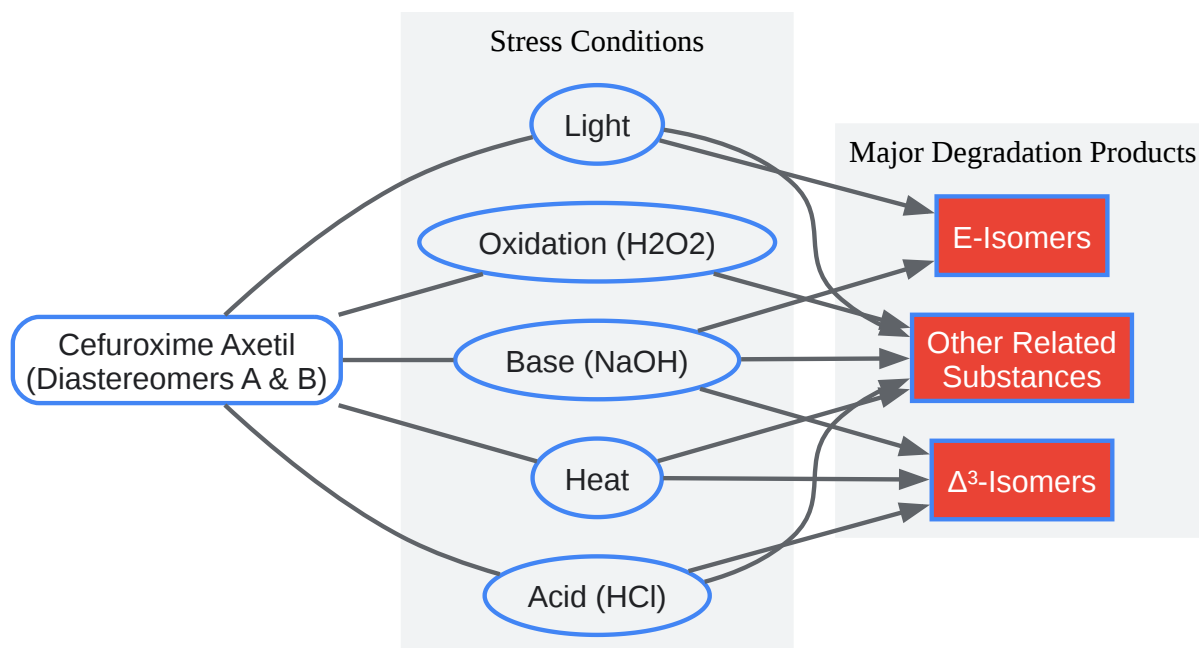 Stress Conditions
Light
Oxidation (H2O2)
Base (NaOH)
Heat
Acid (HCl)
Cefuroxime Axetil
(Diastereomers A & B)
Major Degradation Products
E-Isomers
Other Related
Substances
Δ³-Isomers